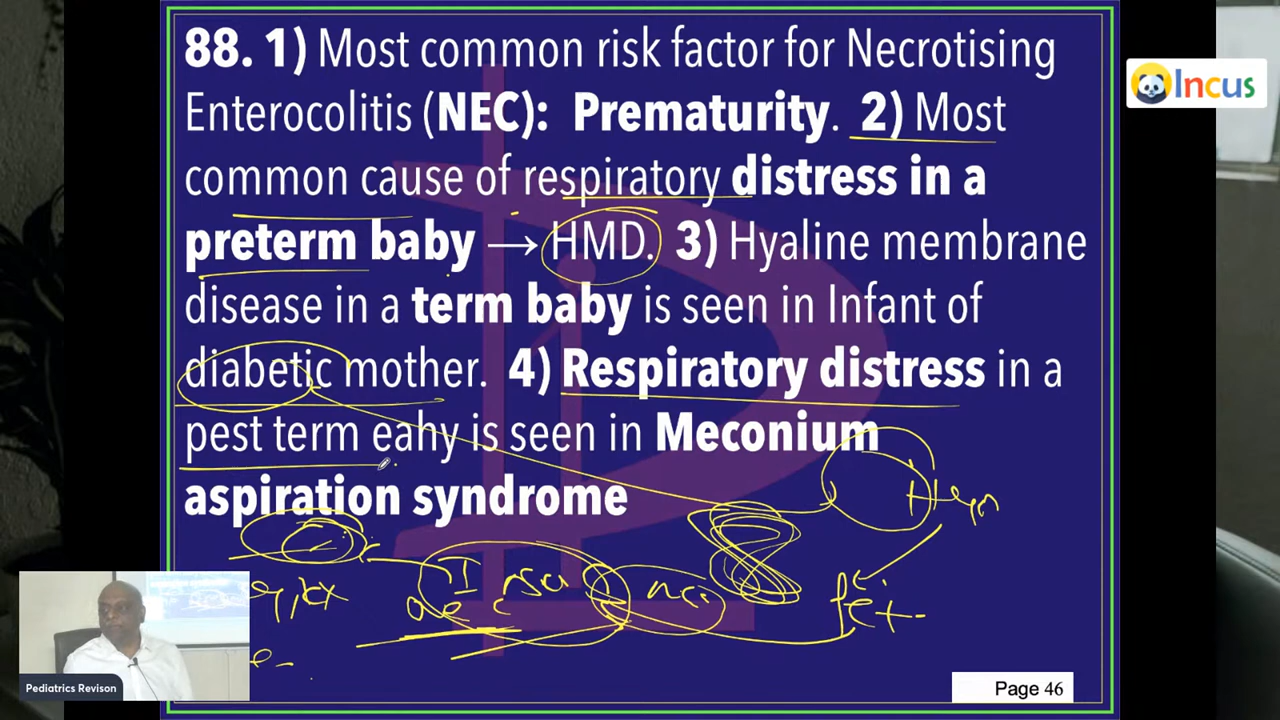 88. 1) Most common risk factor for Necrotising
Enterocolitis (NEC): Prematurity. 2) Most
common cause of respiratory distress in a
preterm baby → HMD. 3) Hyaline membrane
disease in a term baby is seen in Infant of
diabetic mother. 4) Respiratory distress in a
pest term eahy is seen in Meconium
aspiration syndrome
Incus
Pediatrics Revison
Page 46